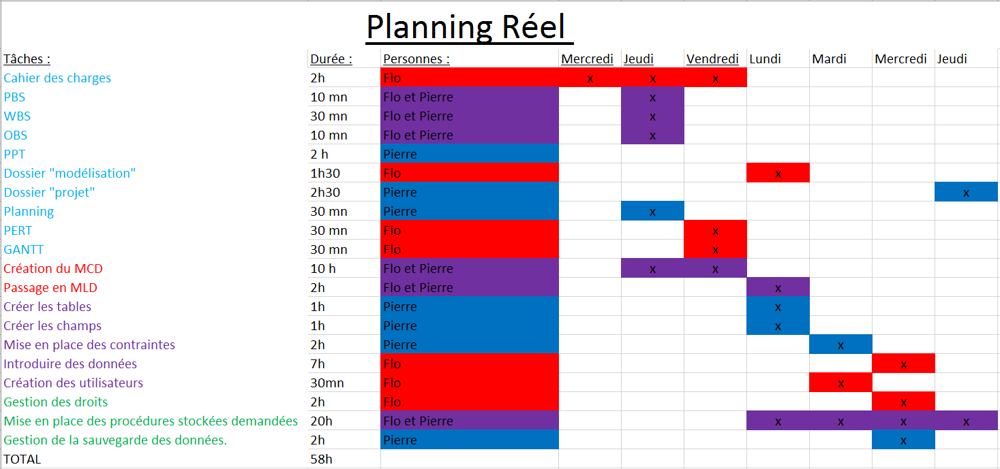 Planning Réel
Tâches : Durée : Personnes : Mercredi Jeudi Vendredi Lundi Mardi Mercredi Jeudi
Cahier des charges 2h Flo x x x
PBS 10 mn Flo et Pierre x
WBS 30 mn Flo et Pierre x
OBS 10 mn Flo et Pierre x
PPT 2 h Pierre
Dossier "modélisation" 1h30 Flo x
Dossier "projet" 2h30 Pierre x
Planning 30 mn Pierre x
PERT 30 mn Flo x
GANTT 30 mn Flo x
Création du MCD 10 h Flo et Pierre x x
Passage en MLD 2h Flo et Pierre x
Créer les tables 1h Pierre x
Créer les champs 1h Pierre x
Mise en place des contraintes 2h Pierre x
Introduire des données 7h Flo x
Création des utilisateurs 30mn Flo x
Gestion des droits 2h Flo x
Mise en place des procédures stockées demandées 20h Flo et Pierre x x x x
Gestion de la sauvegarde des données. 2h Pierre x
TOTAL 58h